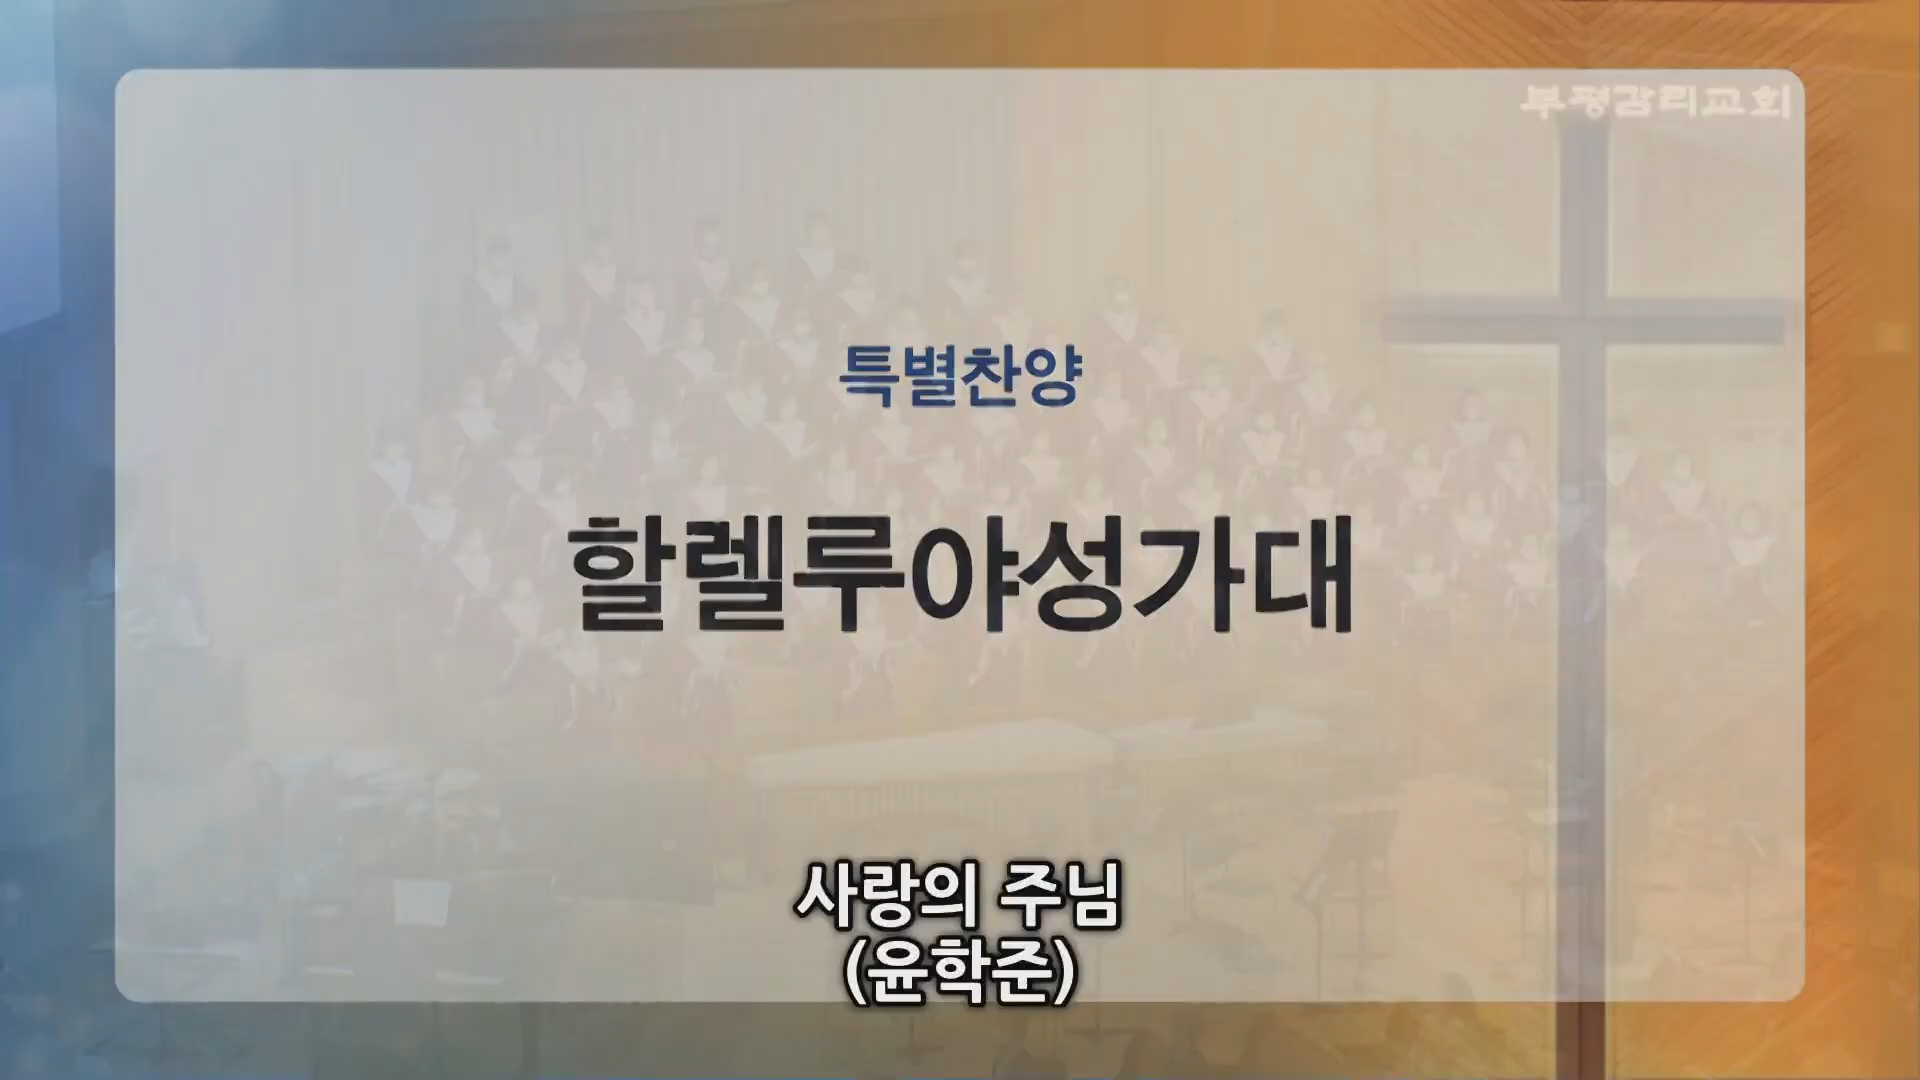 부평감리교회
특별찬양
할렐루야성가대
사랑의 주님
(윤학준)